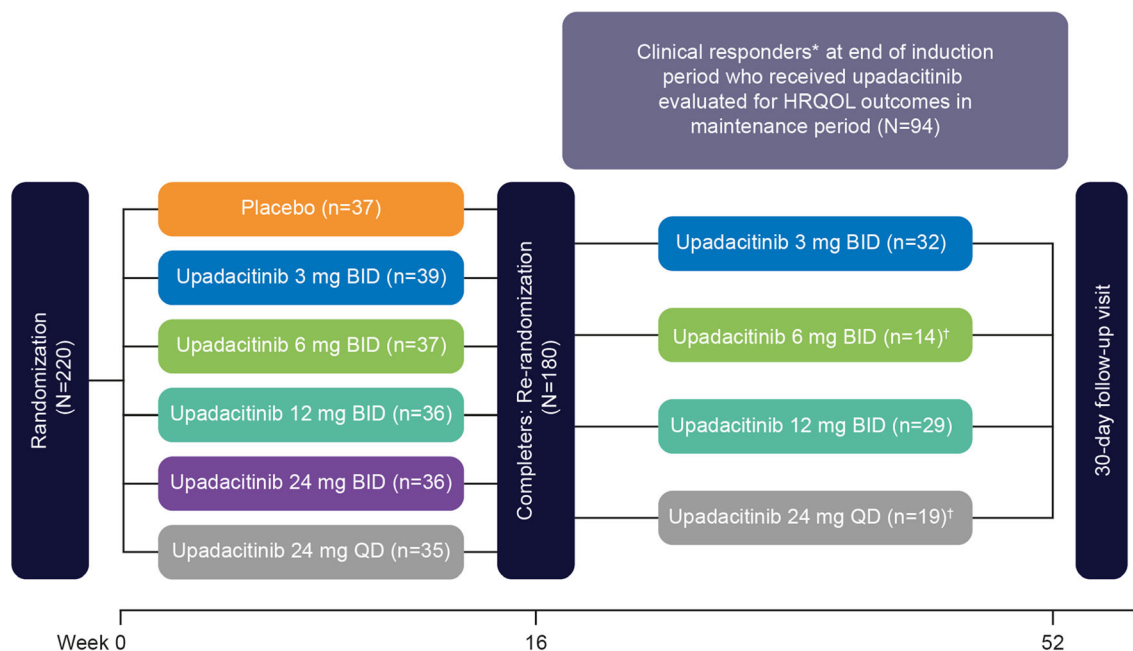 Clinical responders* at end of induction
period who received upadacitinib
evaluated for HRQOL outcomes in
maintenance period (N=94)
Randomization
(N=220)
Placebo (n=37)
Upadacitinib 3 mg BID (n=39)
Upadacitinib 6 mg BID (n=37)
Upadacitinib 12 mg BID (n=36)
Upadacitinib 24 mg BID (n=36)
Upadacitinib 24 mg QD (n=35)
Completers: Re-randomization
(N=180)
Upadacitinib 3 mg BID (n=32)
Upadacitinib 6 mg BID (n=14)†
Upadacitinib 12 mg BID (n=29)
Upadacitinib 24 mg QD (n=19)†
30-day follow-up visit
Week 0
16
52